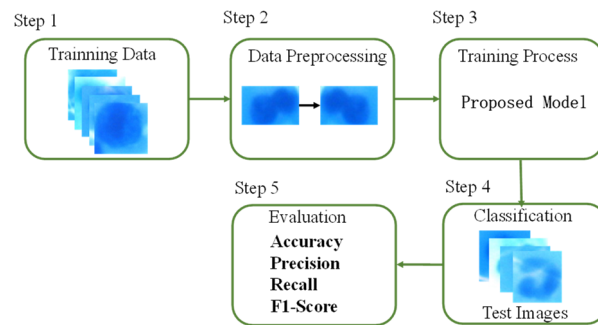 Step 1
Trainning Data
Step 2
Data Preprocessing
Step 3
Training Process
Proposed Model
Step 4
Classification
Test Images
Step 5
Evaluation
Accuracy
Precision
Recall
F1-Score